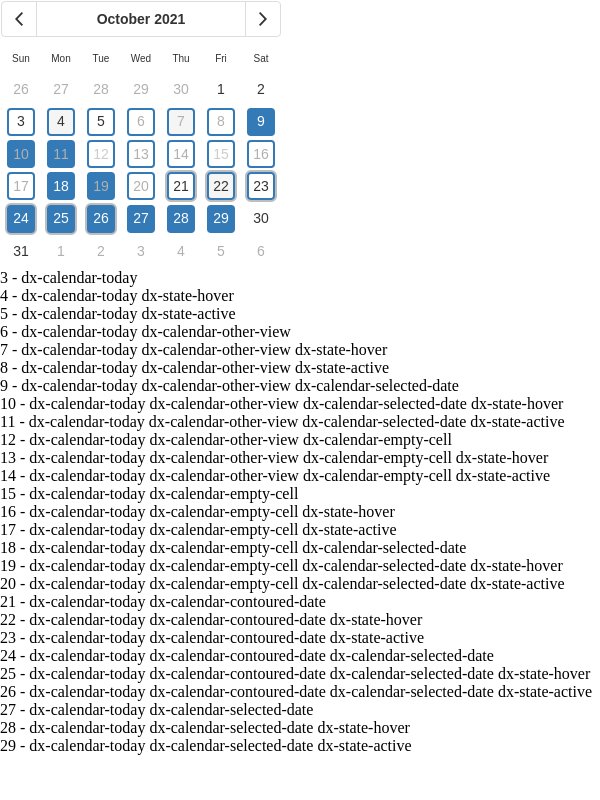 October 2021
Sun Mon Tue Wed Thu Fri Sat
26 27 28 29 30 1 2
3 4 5 6 7 8 9
10 11 12 13 14 15 16
17 18 19 20 21 22 23
24 25 26 27 28 29 30
31 1 2 3 4 5 6
3 - dx-calendar-today
4 - dx-calendar-today dx-state-hover
5 - dx-calendar-today dx-state-active
6 - dx-calendar-today dx-calendar-other-view
7 - dx-calendar-today dx-calendar-other-view dx-state-hover
8 - dx-calendar-today dx-calendar-other-view dx-state-active
9 - dx-calendar-today dx-calendar-other-view dx-calendar-selected-date
10 - dx-calendar-today dx-calendar-other-view dx-calendar-selected-date dx-state-hover
11 - dx-calendar-today dx-calendar-other-view dx-calendar-selected-date dx-state-active
12 - dx-calendar-today dx-calendar-other-view dx-calendar-empty-cell
13 - dx-calendar-today dx-calendar-other-view dx-calendar-empty-cell dx-state-hover
14 - dx-calendar-today dx-calendar-other-view dx-calendar-empty-cell dx-state-active
15 - dx-calendar-today dx-calendar-empty-cell
16 - dx-calendar-today dx-calendar-empty-cell dx-state-hover
17 - dx-calendar-today dx-calendar-empty-cell dx-state-active
18 - dx-calendar-today dx-calendar-empty-cell dx-calendar-selected-date
19 - dx-calendar-today dx-calendar-empty-cell dx-calendar-selected-date dx-state-hover
20 - dx-calendar-today dx-calendar-empty-cell dx-calendar-selected-date dx-state-active
21 - dx-calendar-today dx-calendar-contoured-date
22 - dx-calendar-today dx-calendar-contoured-date dx-state-hover
23 - dx-calendar-today dx-calendar-contoured-date dx-state-active
24 - dx-calendar-today dx-calendar-contoured-date dx-calendar-selected-date
25 - dx-calendar-today dx-calendar-contoured-date dx-calendar-selected-date dx-state-hover
26 - dx-calendar-today dx-calendar-contoured-date dx-calendar-selected-date dx-state-active
27 - dx-calendar-today dx-calendar-selected-date
28 - dx-calendar-today dx-calendar-selected-date dx-state-hover
29 - dx-calendar-today dx-calendar-selected-date dx-state-active